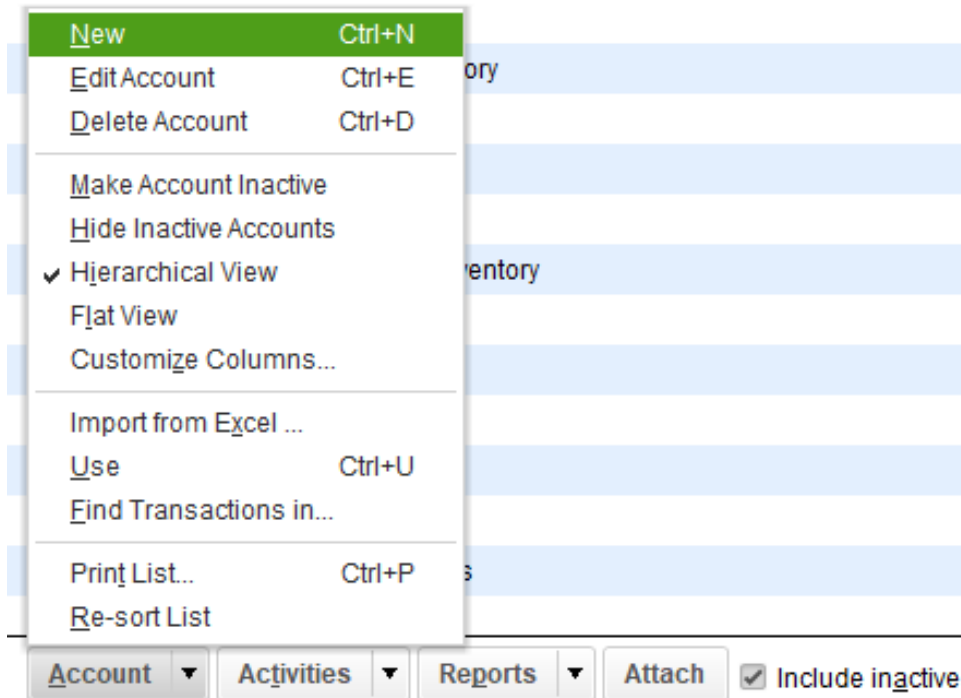 New Ctrl+N
Edit Account Ctrl+E
ory
Delete Account Ctrl+D
Make Account Inactive
Hide Inactive Accounts
Hierarchical View
entory
Flat View
Customize Columns...
Import from Excel ...
Use Ctrl+U
Find Transactions in...
Print List... Ctrl+P
s
Re-sort List
Account Activities Reports Attach Include inactive